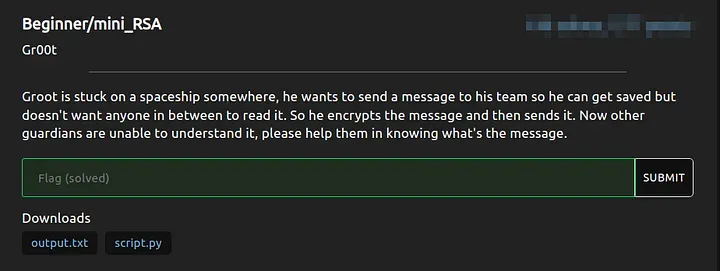 Beginner/mini_RSA
Gr00t
Groot is stuck on a spaceship somewhere, he wants to send a message to his team so he can get saved but
doesn't want anyone in between to read it. So he encrypts the message and then sends it. Now other
guardians are unable to understand it, please help them in knowing what's the message.
Flag (solved)
SUBMIT
Downloads
output.txt
script.py